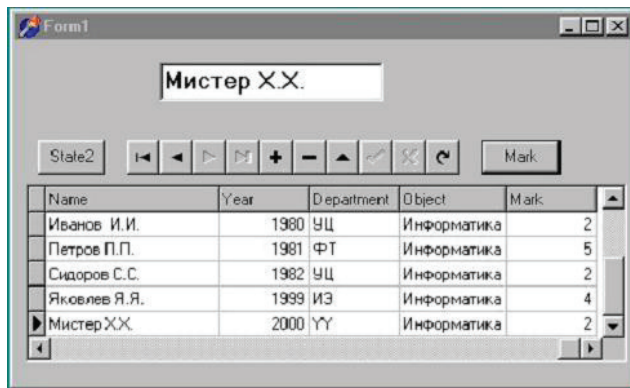 Form1
Мистер X.X.
State2 Mark
Name Year Department Object Mark
Иванов И.И. 1980 УЦ Информатика 2
Петров П.П. 1981 ФТ Информатика 5
Сидоров С.С. 1982 УЦ Информатика 2
Яковлев Я.Я. 1999 ИЭ Информатика 4
Мистер X.X. 2000 YY Информатика 2